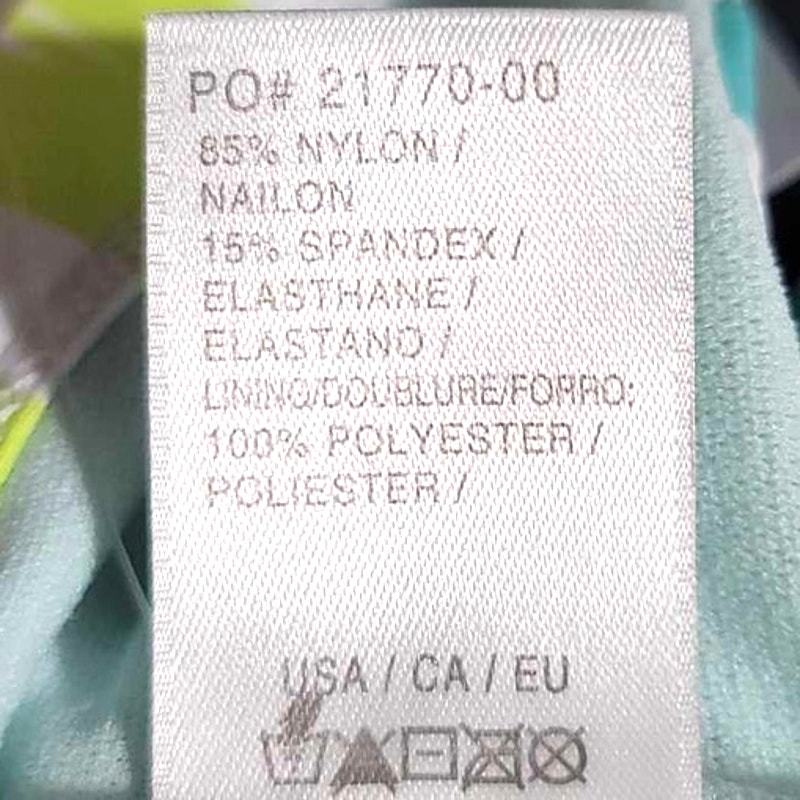 PO# 21770-00
85% NYLON /
NAILON
15% SPANDEX /
ELASTHANE /
ELASTANO /
LINING/DOUBLURE/FORRO:
100% POLYESTER /
POLIESTER /
USA / CA / EU